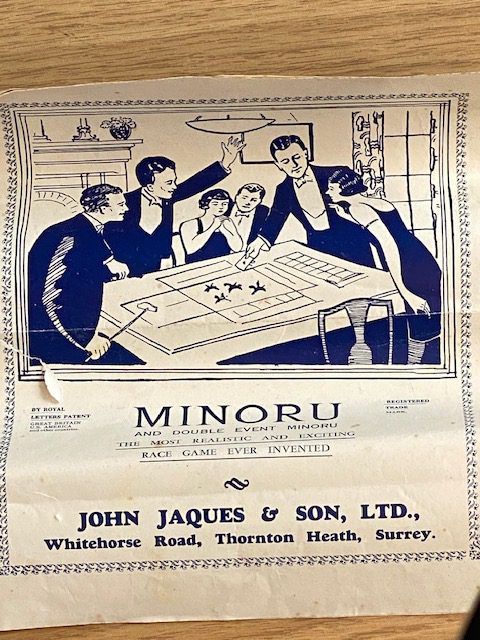 BY ROYAL
LETTERS PATENT
GREAT BRITAIN
U.S. AMERICA
and other countries.
REGISTERED
TRADE
MARK.
MINORU
AND DOUBLE EVENT MINORU
THE MOST REALISTIC AND EXCITING
RACE GAME EVER INVENTED
JOHN JAQUES & SON, LTD.,
Whitehorse Road, Thornton Heath, Surrey.